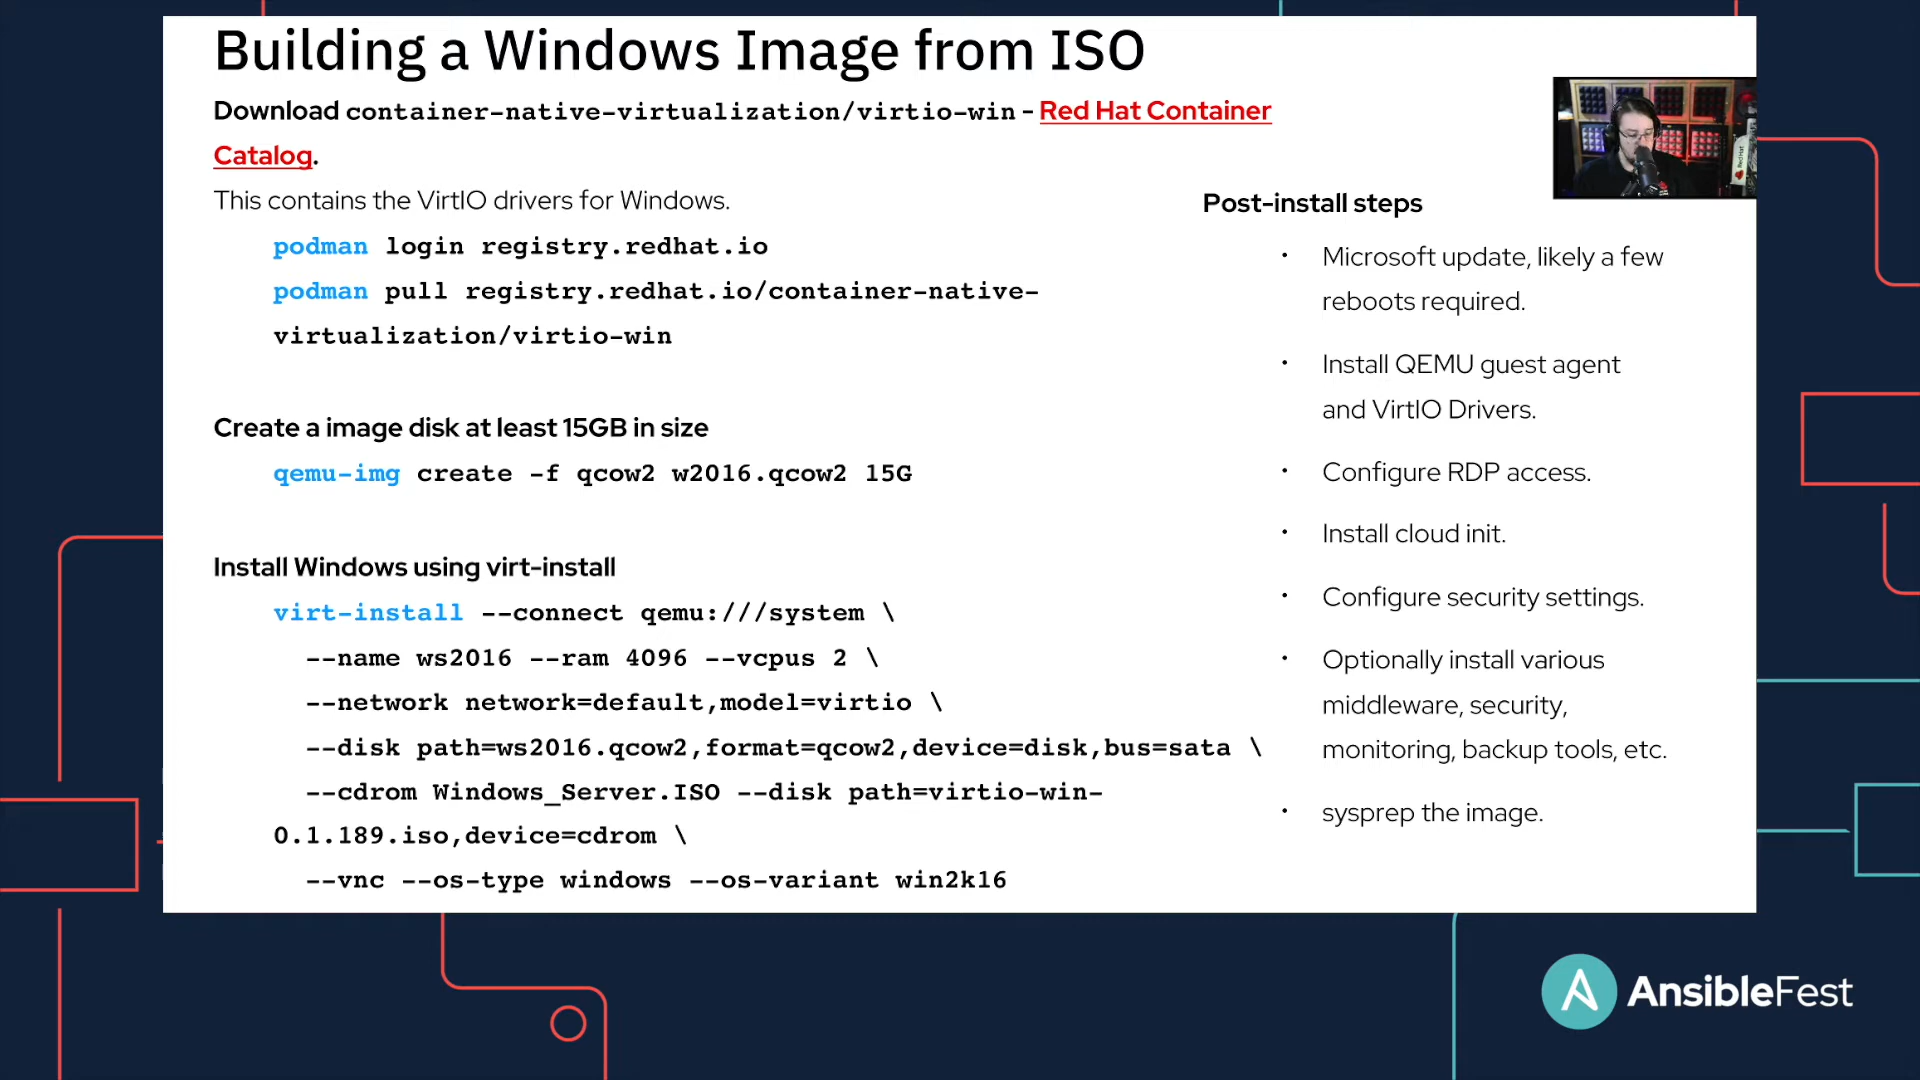 Building a Windows Image from ISO
Download container-native-virtualization/virtio-win - Red Hat Container
Catalog.
This contains the VirtIO drivers for Windows.
podman login registry.redhat.io
podman pull registry.redhat.io/container-native-
virtualization/virtio-win
Create a image disk at least 15GB in size
qemu-img create -f qcow2 w2016.qcow2 15G
Install Windows using virt-install
virt-install --connect qemu:///system \
--name ws2016 --ram 4096 --vcpus 2 \
--network network=default,model=virtio \
--disk path=ws2016.qcow2,format=qcow2,device=disk,bus=sata \
--cdrom Windows_Server.ISO --disk path=virtio-win-
0.1.189.iso,device=cdrom \
--vnc --os-type windows --os-variant win2k16
Post-install steps
• Microsoft update, likely a few
reboots required.
• Install QEMU guest agent
and VirtIO Drivers.
• Configure RDP access.
• Install cloud init.
• Configure security settings.
• Optionally install various
middleware, security,
monitoring, backup tools, etc.
• sysprep the image.
Red Hat
AnsibleFest